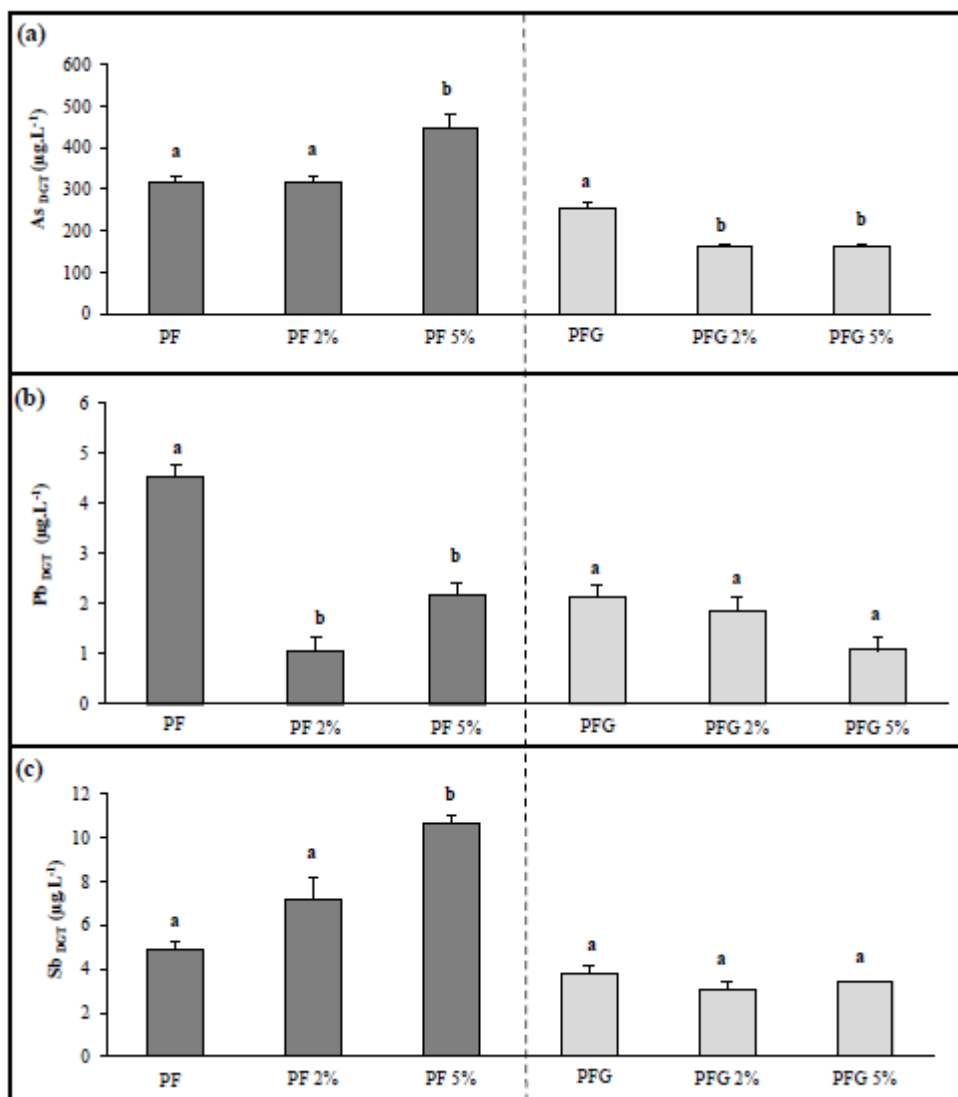 (a)
As DGT (µg.L-1)
600
500
400
300
200
100
0
a
a
b
a
b
b
PF
PF 2%
PF 5%
PFG
PFG 2%
PFG 5%
(b)
Pb DGT (µg.L-1)
6
5
4
3
2
1
0
a
b
b
a
a
a
PF
PF 2%
PF 5%
PFG
PFG 2%
PFG 5%
(c)
Sb DGT (µg.L-1)
12
10
8
6
4
2
0
a
a
b
a
a
a
PF
PF 2%
PF 5%
PFG
PFG 2%
PFG 5%